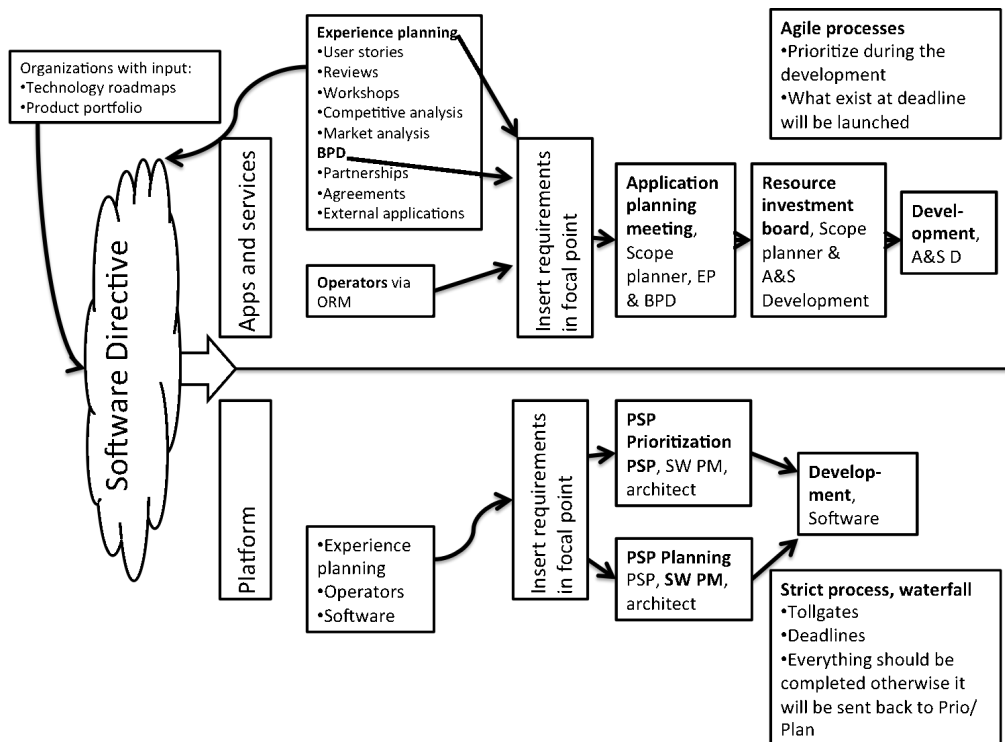 Organizations with input:
•Technology roadmaps
•Product portfolio
Software Directive
Apps and services
Experience planning
•User stories
•Reviews
•Workshops
•Competitive analysis
•Market analysis
BPD
•Partnerships
•Agreements
•External applications
Operators via
ORM
Insert requirements
in focal point
Application
planning
meeting,
Scope
planner, EP
& BPD
Resource
investment
board, Scope
planner &
A&S
Development
Devel-
opment,
A&S D
Agile processes
•Prioritize during the
development
•What exist at deadline
will be launched
Platform
•Experience
planning
•Operators
•Software
Insert requirements
in focal point
PSP
Prioritization
PSP, SW PM,
architect
PSP Planning
PSP, SW PM,
architect
Develop-
ment,
Software
Strict process, waterfall
•Tollgates
•Deadlines
•Everything should be
completed otherwise it
will be sent back to Prio/
Plan